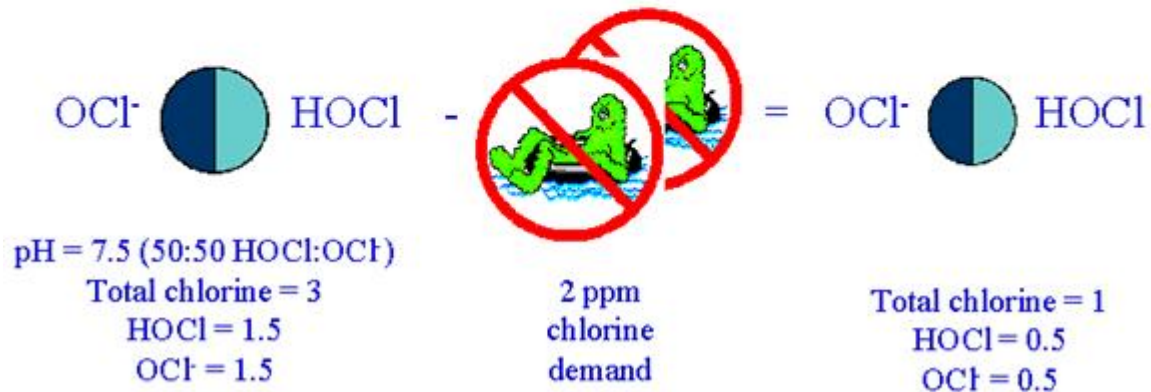 OCl⁻ HOCl - = OCl⁻ HOCl
pH = 7.5 (50:50 HOCl:OCl⁻)
Total chlorine = 3
HOCl = 1.5
OCl⁻ = 1.5
2 ppm
chlorine
demand
Total chlorine = 1
HOCl = 0.5
OCl⁻ = 0.5